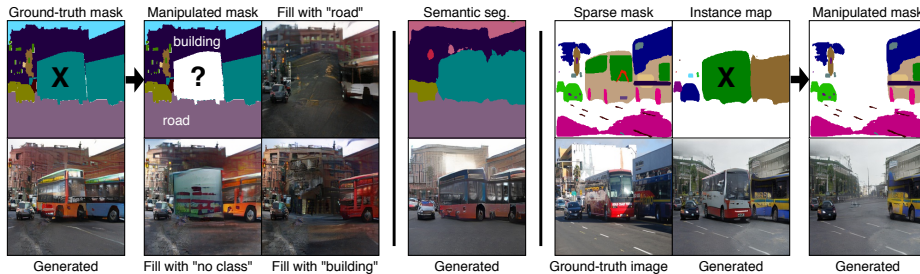 Ground-truth mask
Manipulated mask
Fill with "road"
Semantic seg.
Sparse mask
Instance map
Manipulated mask
building
X
?
X
road
Generated
Fill with "no class"
Fill with "building"
Generated
Ground-truth image
Generated
Generated